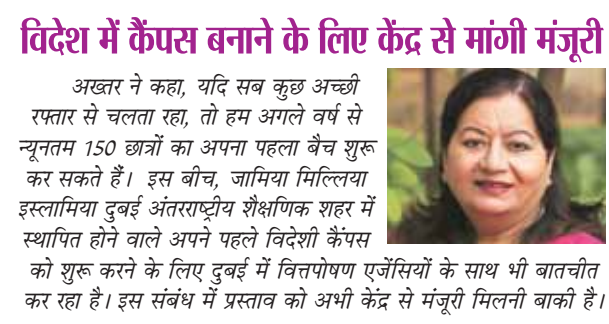 विदेश में कैंपस बनाने के लिए केंद्र से मांगी मंजूरी
अख्तर ने कहा, यदि सब कुछ अच्छी
रफ्तार से चलता रहा, तो हम अगले वर्ष से
न्यूनतम 150 छात्रों का अपना पहला बैच शुरू
कर सकते हैं। इस बीच, जामिया मिल्लिया
इस्लामिया दुबई अंतरराष्ट्रीय शैक्षणिक शहर में
स्थापित होने वाले अपने पहले विदेशी कैंपस
को शुरू करने के लिए दुबई में वित्तपोषण एजेंसियों के साथ भी बातचीत
कर रहा है। इस संबंध में प्रस्ताव को अभी केंद्र से मंजूरी मिलनी बाकी है।